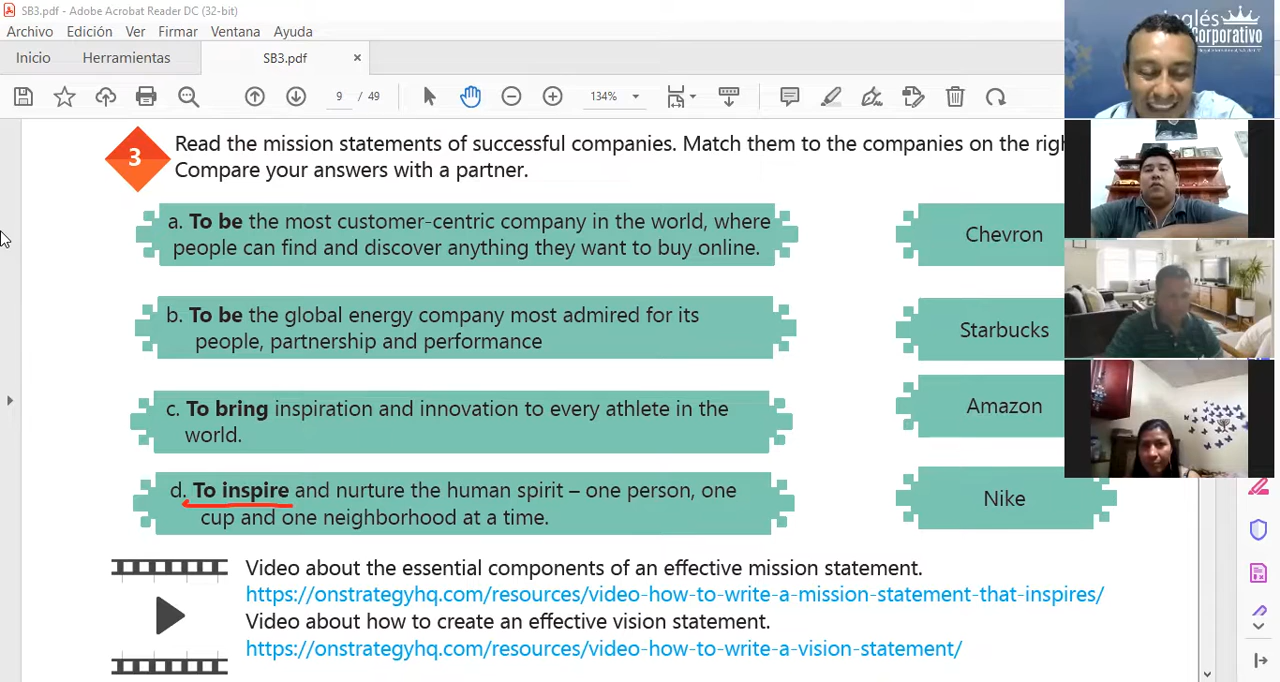 SB3.pdf - Adobe Acrobat Reader DC (32-bit)
Archivo Edición Ver Firmar Ventana Ayuda
Inicio Herramientas SB3.pdf ×
9 / 49 134%
3 Read the mission statements of successful companies. Match them to the companies on the
Compare your answers with a partner.
a. To be the most customer-centric company in the world, where
people can find and discover anything they want to buy online.
Chevron
b. To be the global energy company most admired for its
people, partnership and performance
Starbucks
c. To bring inspiration and innovation to every athlete in the
world.
Amazon
d. To inspire and nurture the human spirit – one person, one
cup and one neighborhood at a time.
Nike
Video about the essential components of an effective mission statement.
https://onstrategyhq.com/resources/video-how-to-write-a-mission-statement-that-inspires/
Video about how to create an effective vision statement.
https://onstrategyhq.com/resources/video-how-to-write-a-vision-statement/